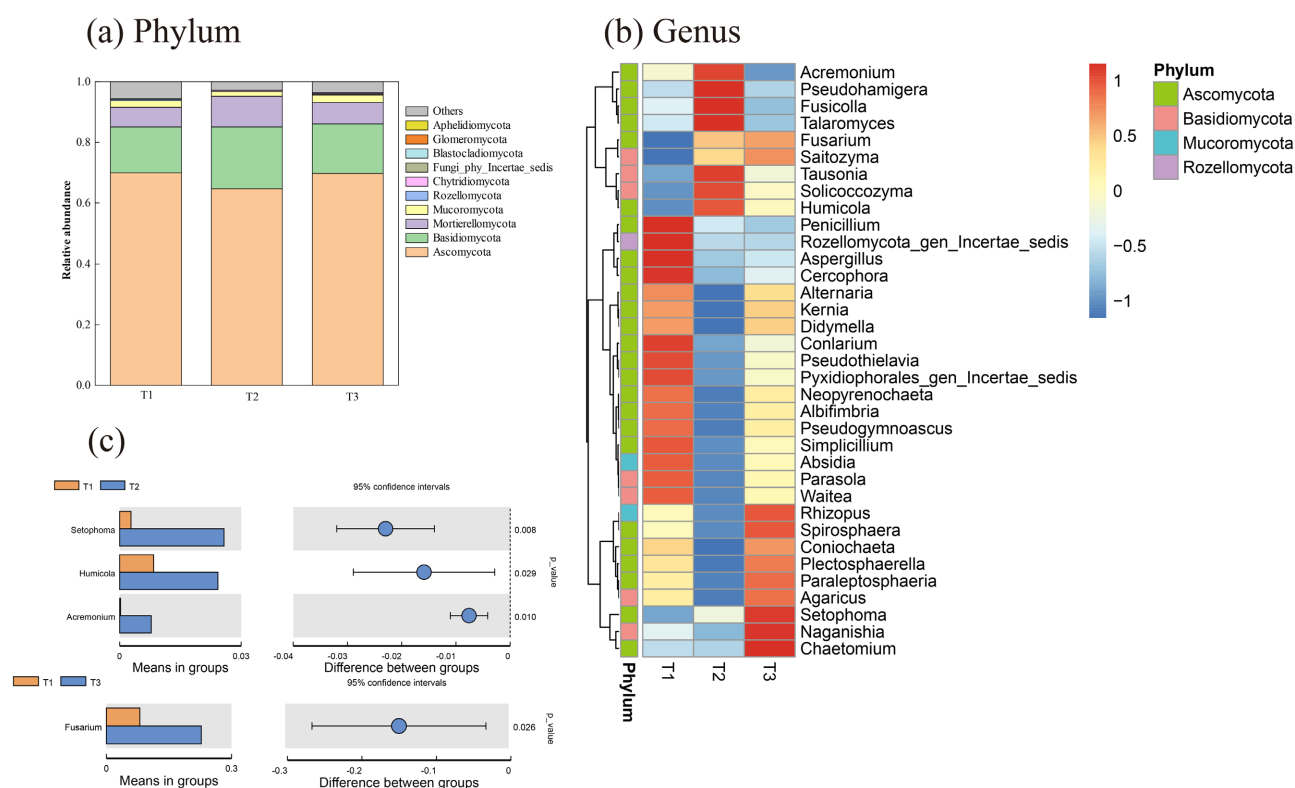 (a) Phylum
Relative abundance
1.0
0.8
0.6
0.4
0.2
0.0
T1
T2
T3
Others
Aphelidiomycota
Glomeromycota
Blastocladiomycota
Fungi_phy_Incertae_sedis
Chytridiomycota
Rozellomycota
Mucoromycota
Mortierellomycota
Basidiomycota
Ascomycota
(b) Genus
Acremonium
Pseudohamigera
Fusicolla
Talaromyces
Fusarium
Saitozyma
Tausonia
Solicoccozyma
Humicola
Penicillium
Rozellomycota_gen_Incertae_sedis
Aspergillus
Cercophora
Alternaria
Kernia
Didymella
Conlarium
Pseudothielavia
Pyxidiophorales_gen_Incertae_sedis
Neopyrenochaeta
Albifimbria
Pseudogymnoascus
Simplicillium
Absidia
Parasola
Waitea
Rhizopus
Spirosphaera
Coniochaeta
Plectosphaerella
Paraleptosphaeria
Agaricus
Setophoma
Naganishia
Chaetomium
Phylum
T1
T2
T3
1
0.5
0
−0.5
−1
Phylum
Ascomycota
Basidiomycota
Mucoromycota
Rozellomycota
(c)
T1 T2
95% confidence intervals
Setophoma
0.008
Humicola
0.029
Acremonium
0.010
p_value
0 0.03
Means in groups
-0.04 -0.03 -0.02 -0.010 0
Difference between groups
T1 T3
95% confidence intervals
Fusarium
0.026
p_value
0 0.3
Means in groups
-0.3 -0.2 -0.1 0
Difference between groups